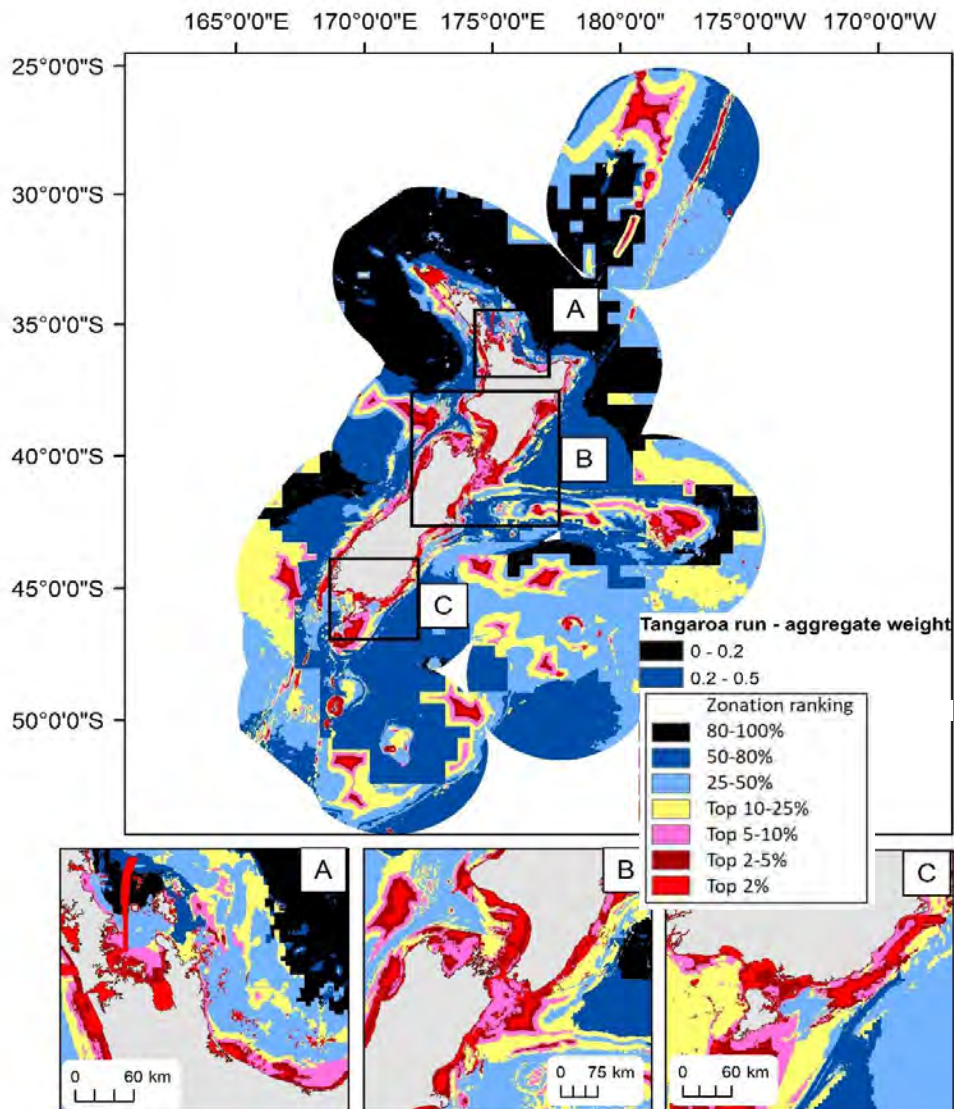 165°0'0"E 170°0'0"E 175°0'0"E 180°0'0" 175°0'0"W 170°0'0"W
25°0'0"S
30°0'0"S
35°0'0"S
40°0'0"S
45°0'0"S
50°0'0"S
A
B
C
Tangaroa run - aggregate weight
0 - 0.2
0.2 - 0.5
Zonation ranking
80-100%
50-80%
25-50%
Top 10-25%
Top 5-10%
Top 2-5%
Top 2%
A
0 60 km
B
0 75 km
C
0 60 km